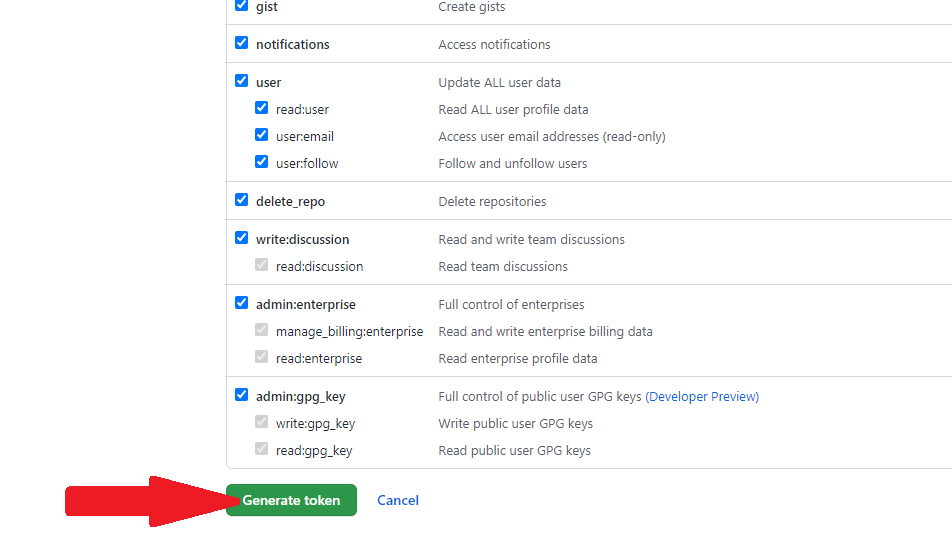 gist Create gists
notifications Access notifications
user Update ALL user data
read:user Read ALL user profile data
user:email Access user email addresses (read-only)
user:follow Follow and unfollow users
delete_repo Delete repositories
write:discussion Read and write team discussions
read:discussion Read team discussions
admin:enterprise Full control of enterprises
manage_billing:enterprise Read and write enterprise billing data
read:enterprise Read enterprise profile data
admin:gpg_key Full control of public user GPG keys (Developer Preview)
write:gpg_key Write public user GPG keys
read:gpg_key Read public user GPG keys
Generate token Cancel